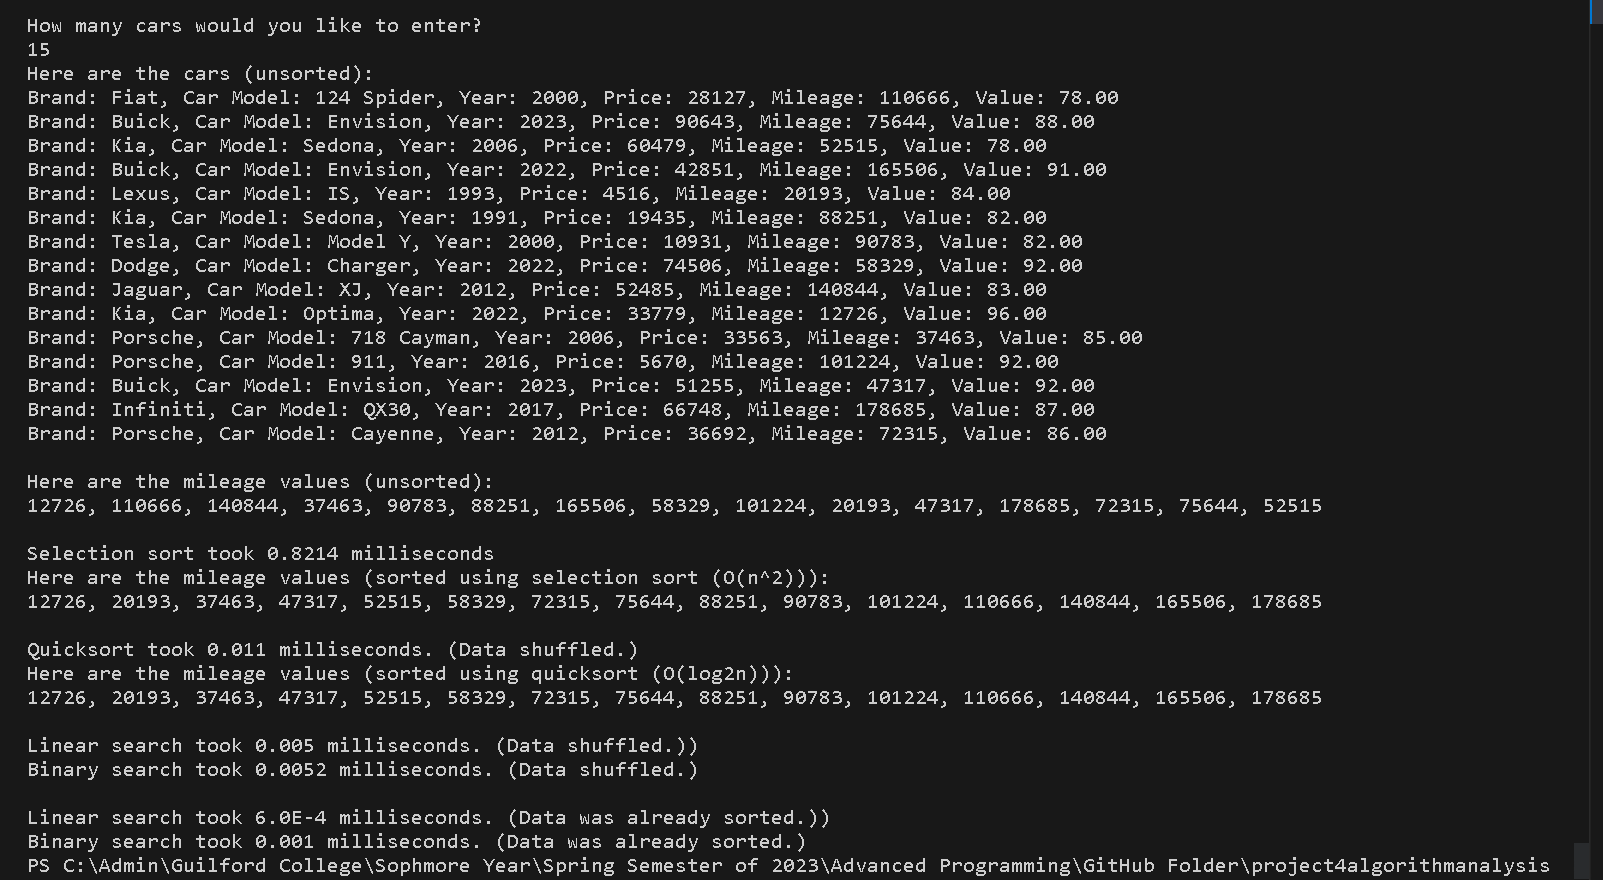 How many cars would you like to enter?
15
Here are the cars (unsorted):
Brand: Fiat, Car Model: 124 Spider, Year: 2000, Price: 28127, Mileage: 110666, Value: 78.00
Brand: Buick, Car Model: Envision, Year: 2023, Price: 90643, Mileage: 75644, Value: 88.00
Brand: Kia, Car Model: Sedona, Year: 2006, Price: 60479, Mileage: 52515, Value: 78.00
Brand: Buick, Car Model: Envision, Year: 2022, Price: 42851, Mileage: 165506, Value: 91.00
Brand: Lexus, Car Model: IS, Year: 1993, Price: 4516, Mileage: 20193, Value: 84.00
Brand: Kia, Car Model: Sedona, Year: 1991, Price: 19435, Mileage: 88251, Value: 82.00
Brand: Tesla, Car Model: Model Y, Year: 2000, Price: 10931, Mileage: 90783, Value: 82.00
Brand: Dodge, Car Model: Charger, Year: 2022, Price: 74506, Mileage: 58329, Value: 92.00
Brand: Jaguar, Car Model: XJ, Year: 2012, Price: 52485, Mileage: 140844, Value: 83.00
Brand: Kia, Car Model: Optima, Year: 2022, Price: 33779, Mileage: 12726, Value: 96.00
Brand: Porsche, Car Model: 718 Cayman, Year: 2006, Price: 33563, Mileage: 37463, Value: 85.00
Brand: Porsche, Car Model: 911, Year: 2016, Price: 5670, Mileage: 101224, Value: 92.00
Brand: Buick, Car Model: Envision, Year: 2023, Price: 51255, Mileage: 47317, Value: 92.00
Brand: Infiniti, Car Model: QX30, Year: 2017, Price: 66748, Mileage: 178685, Value: 87.00
Brand: Porsche, Car Model: Cayenne, Year: 2012, Price: 36692, Mileage: 72315, Value: 86.00
Here are the mileage values (unsorted):
12726, 110666, 140844, 37463, 90783, 88251, 165506, 58329, 101224, 20193, 47317, 178685, 72315, 75644, 52515
Selection sort took 0.8214 milliseconds
Here are the mileage values (sorted using selection sort (O(n^2))):
12726, 20193, 37463, 47317, 52515, 58329, 72315, 75644, 88251, 90783, 101224, 110666, 140844, 165506, 178685
Quicksort took 0.011 milliseconds. (Data shuffled.)
Here are the mileage values (sorted using quicksort (O(log2n))):
12726, 20193, 37463, 47317, 52515, 58329, 72315, 75644, 88251, 90783, 101224, 110666, 140844, 165506, 178685
Linear search took 0.005 milliseconds. (Data shuffled.))
Binary search took 0.0052 milliseconds. (Data shuffled.)
Linear search took 6.0E-4 milliseconds. (Data was already sorted.))
Binary search took 0.001 milliseconds. (Data was already sorted.)
PS C:\Admin\Guilford College\Sophmore Year\Spring Semester of 2023\Advanced Programming\GitHub Folder\project4algorithmanalysis